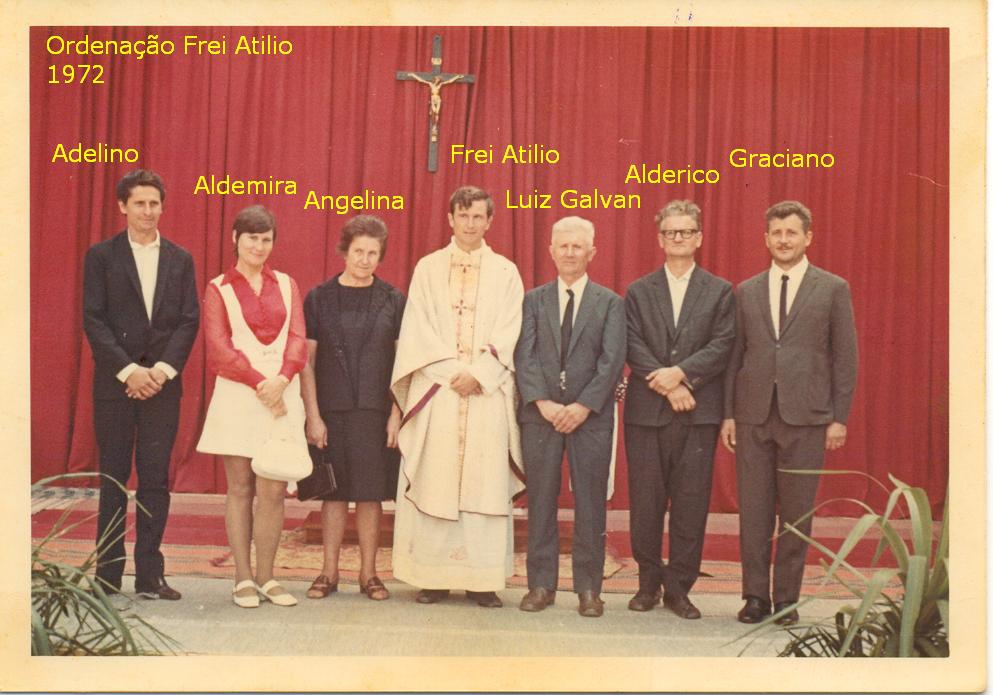 Ordenação Frei Atilio
1972
Adelino
Aldemira
Angelina
Frei Atilio
Luiz Galvan
Alderico
Graciano